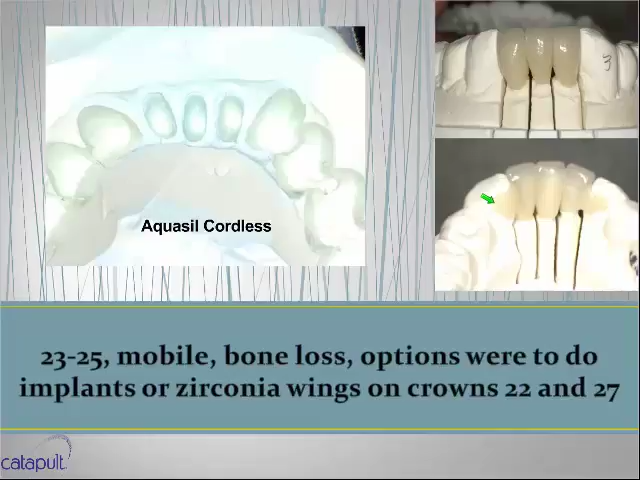 3
Aquasil Cordless
23-25, mobile, bone loss, options were to do
implants or zirconia wings on crowns 22 and 27
catapult